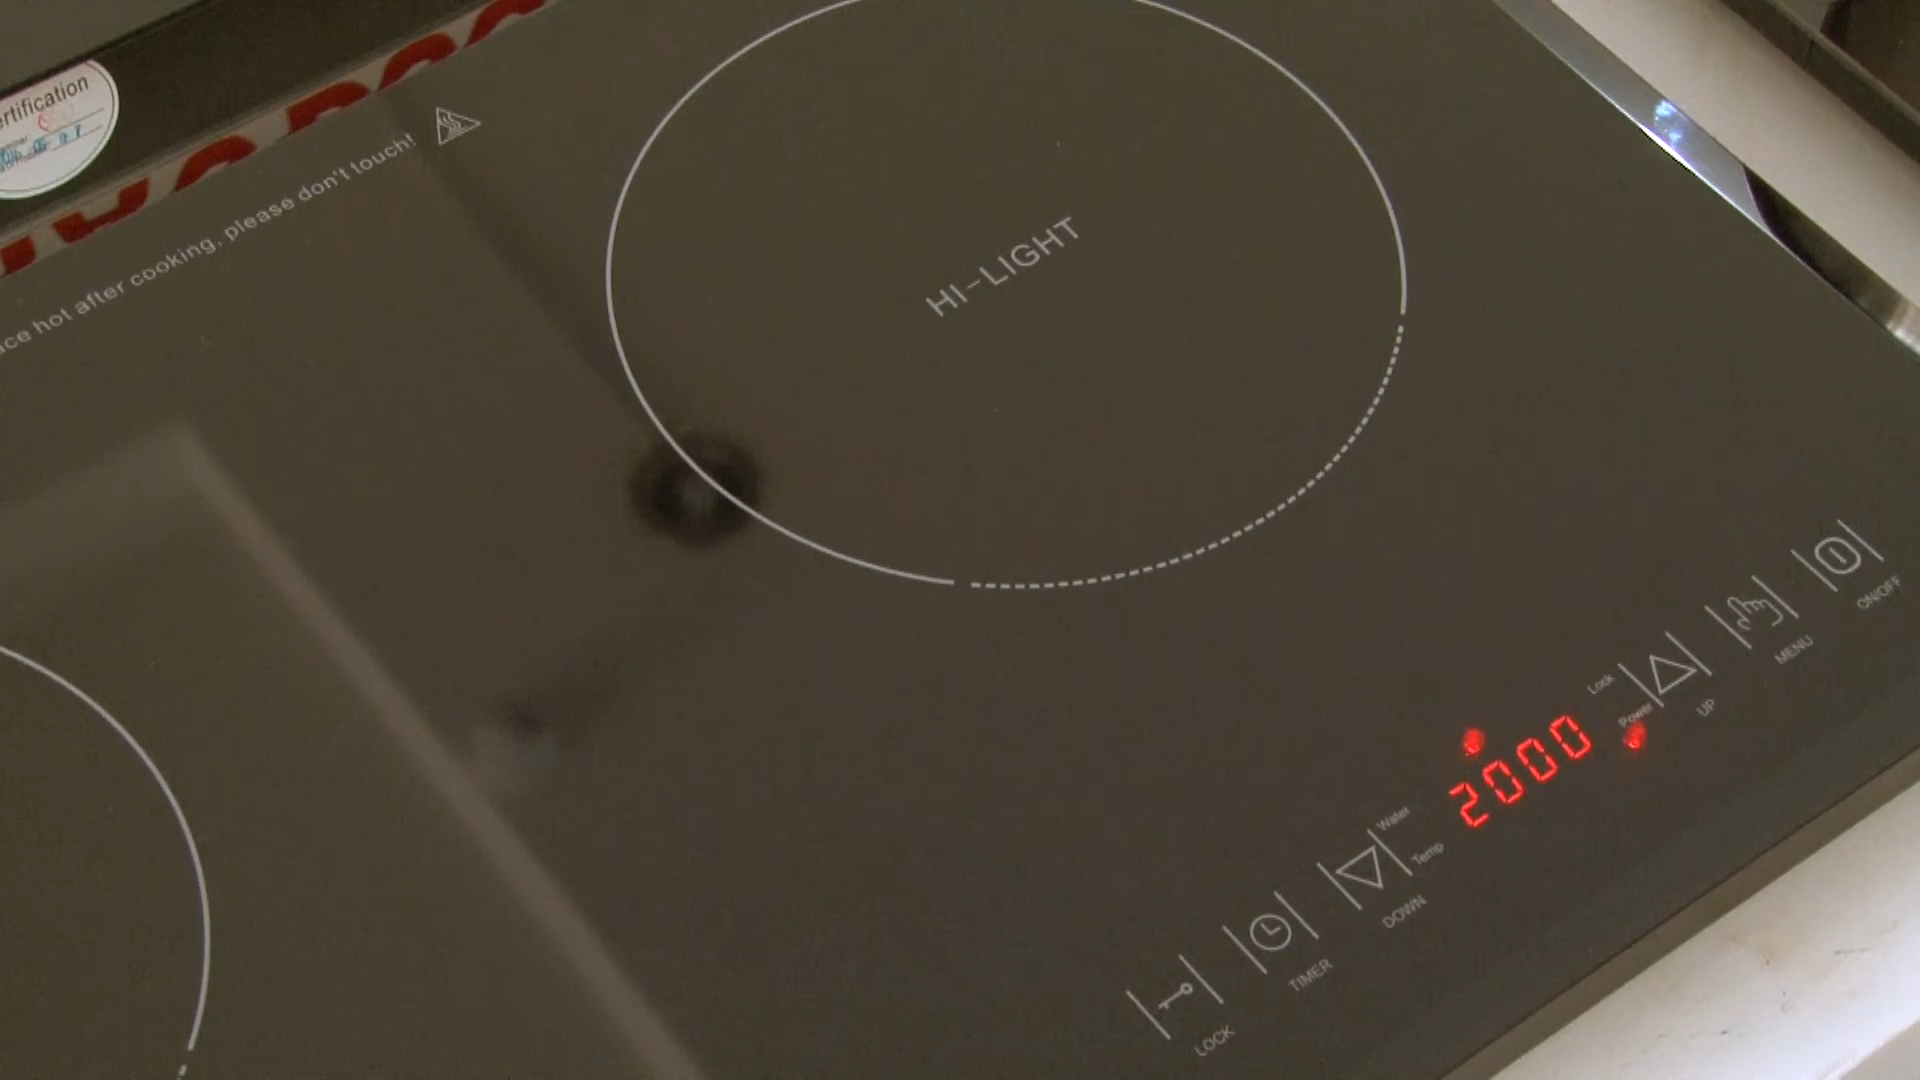 ertification
ace hot after cooking, please don't touch!
HI-LIGHT
ON/OFF
MENU
Lock
UP
Power
2000
Water
Temp
DOWN
TIMER
LOCK